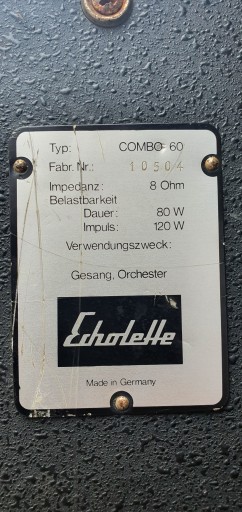 Typ: COMBO 60
Fabr. Nr.: 10504
Impedanz: 8 Ohm
Belastbarkeit
Dauer: 80 W
Impuls: 120 W
Verwendungszweck:
Gesang, Orchester
Echolette
Made in Germany